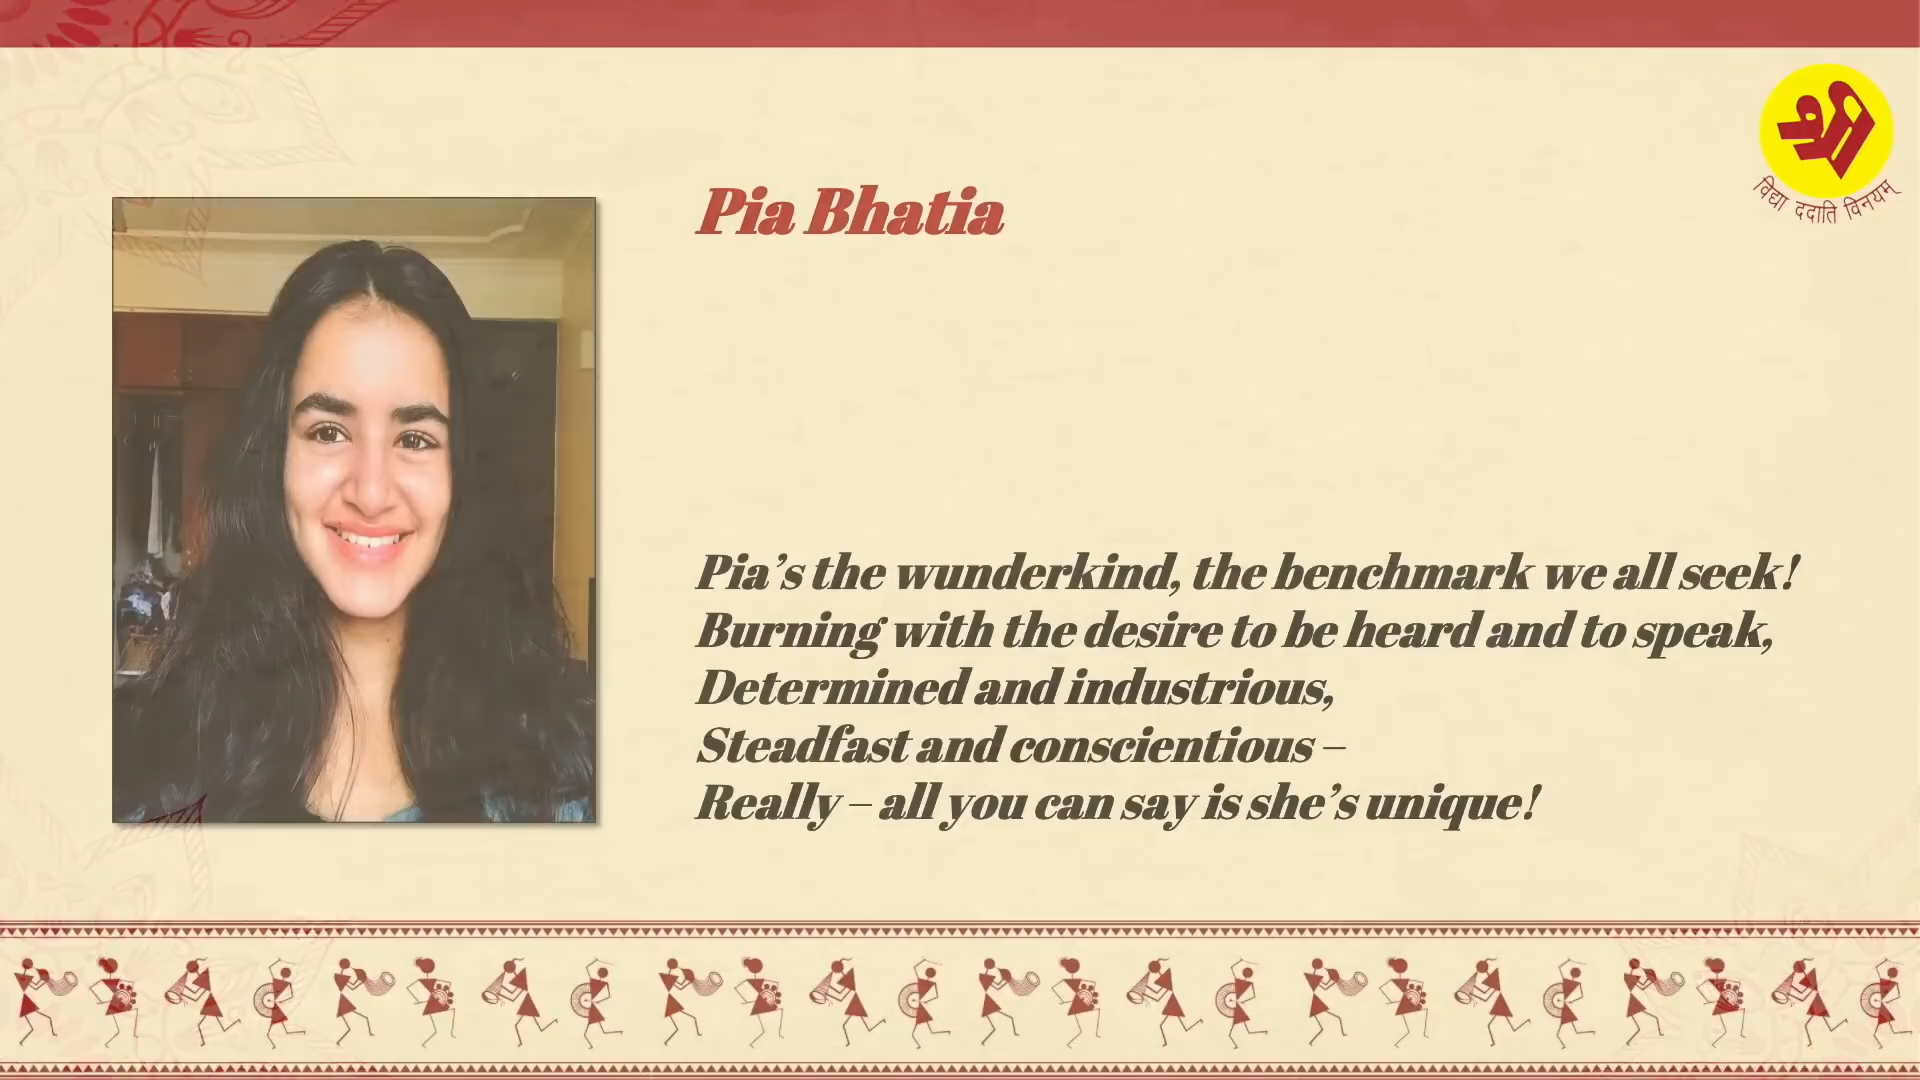 श्री
विद्या ददाति विनयम्
Pia Bhatia
Pia’s the wunderkind, the benchmark we all seek!
Burning with the desire to be heard and to speak,
Determined and industrious,
Steadfast and conscientious –
Really – all you can say is she’s unique!